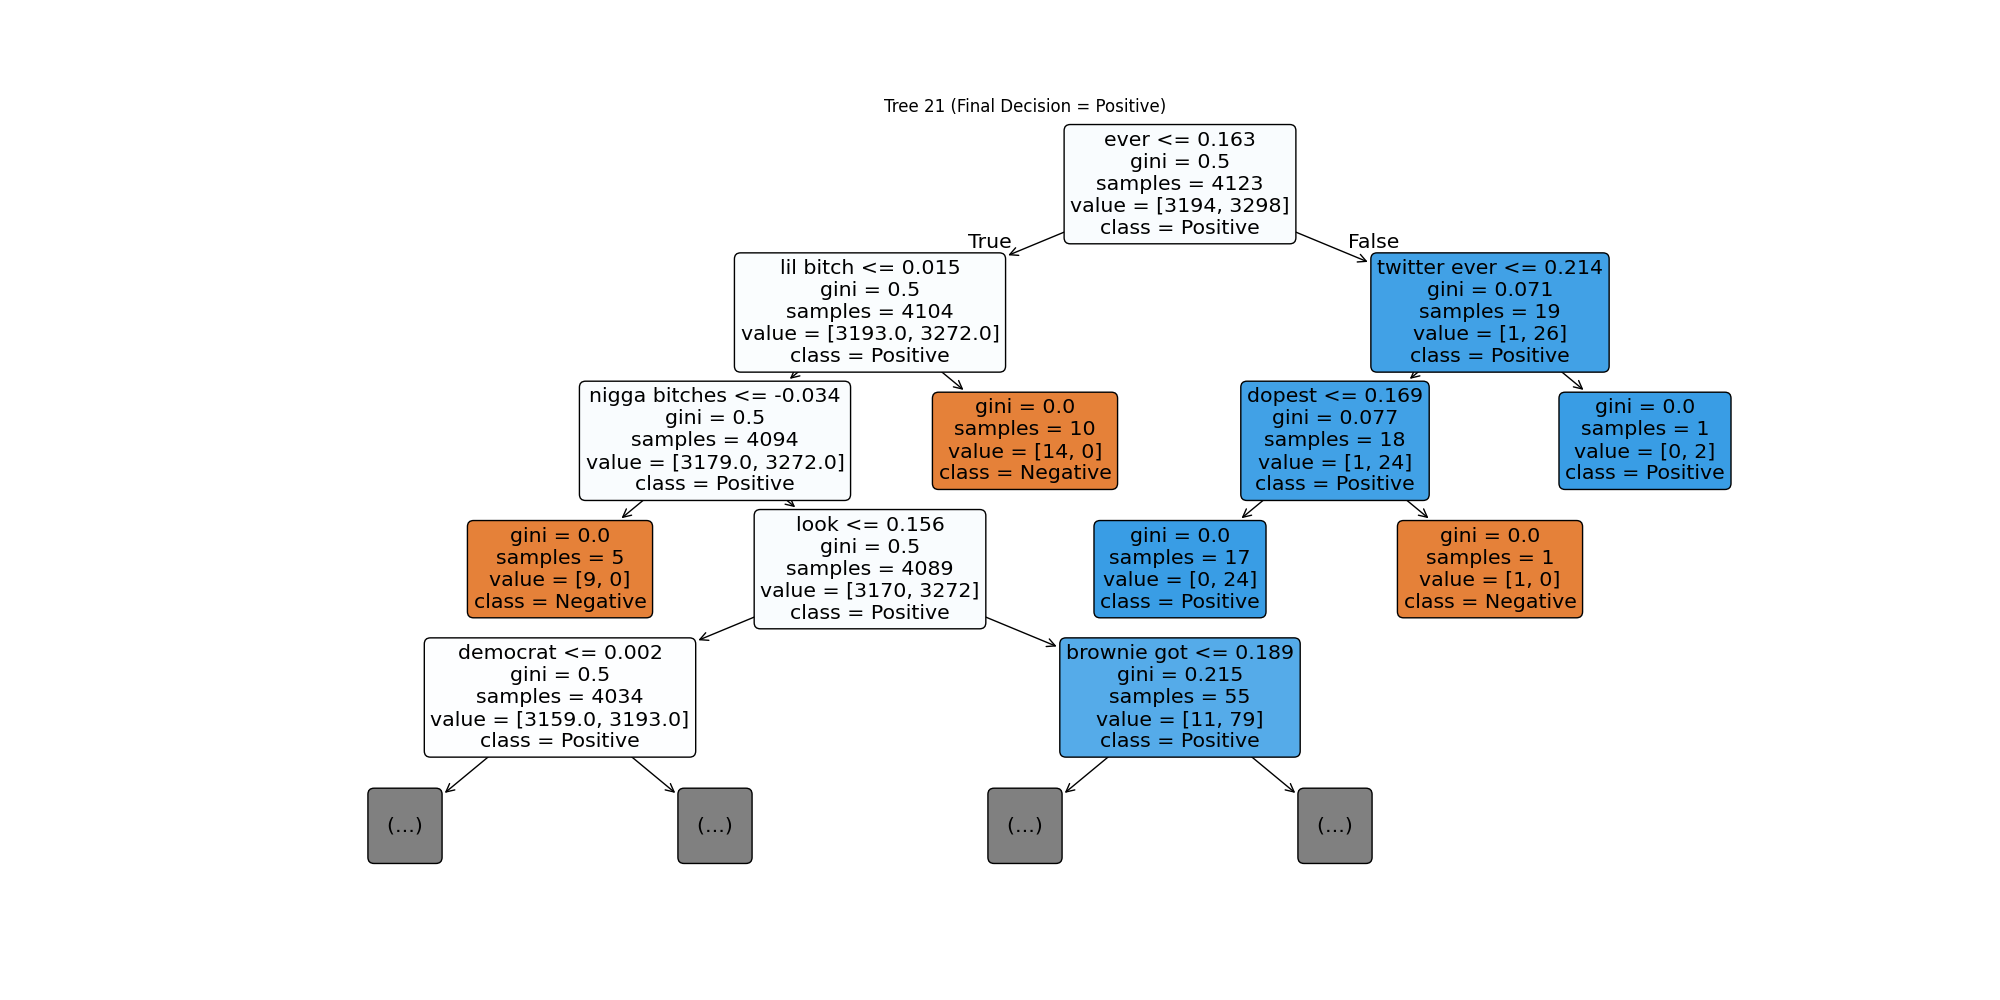 Tree 21 (Final Decision = Positive)
ever <= 0.163
gini = 0.5
samples = 4123
value = [3194, 3298]
class = Positive
True
False
lil bitch <= 0.015
gini = 0.5
samples = 4104
value = [3193.0, 3272.0]
class = Positive
twitter ever <= 0.214
gini = 0.071
samples = 19
value = [1, 26]
class = Positive
nigga bitches <= -0.034
gini = 0.5
samples = 4094
value = [3179.0, 3272.0]
class = Positive
gini = 0.0
samples = 10
value = [14, 0]
class = Negative
dopest <= 0.169
gini = 0.077
samples = 18
value = [1, 24]
class = Positive
gini = 0.0
samples = 1
value = [0, 2]
class = Positive
gini = 0.0
samples = 5
value = [9, 0]
class = Negative
look <= 0.156
gini = 0.5
samples = 4089
value = [3170, 3272]
class = Positive
gini = 0.0
samples = 17
value = [0, 24]
class = Positive
gini = 0.0
samples = 1
value = [1, 0]
class = Negative
democrat <= 0.002
gini = 0.5
samples = 4034
value = [3159.0, 3193.0]
class = Positive
brownie got <= 0.189
gini = 0.215
samples = 55
value = [11, 79]
class = Positive
(...)
(...)
(...)
(...)